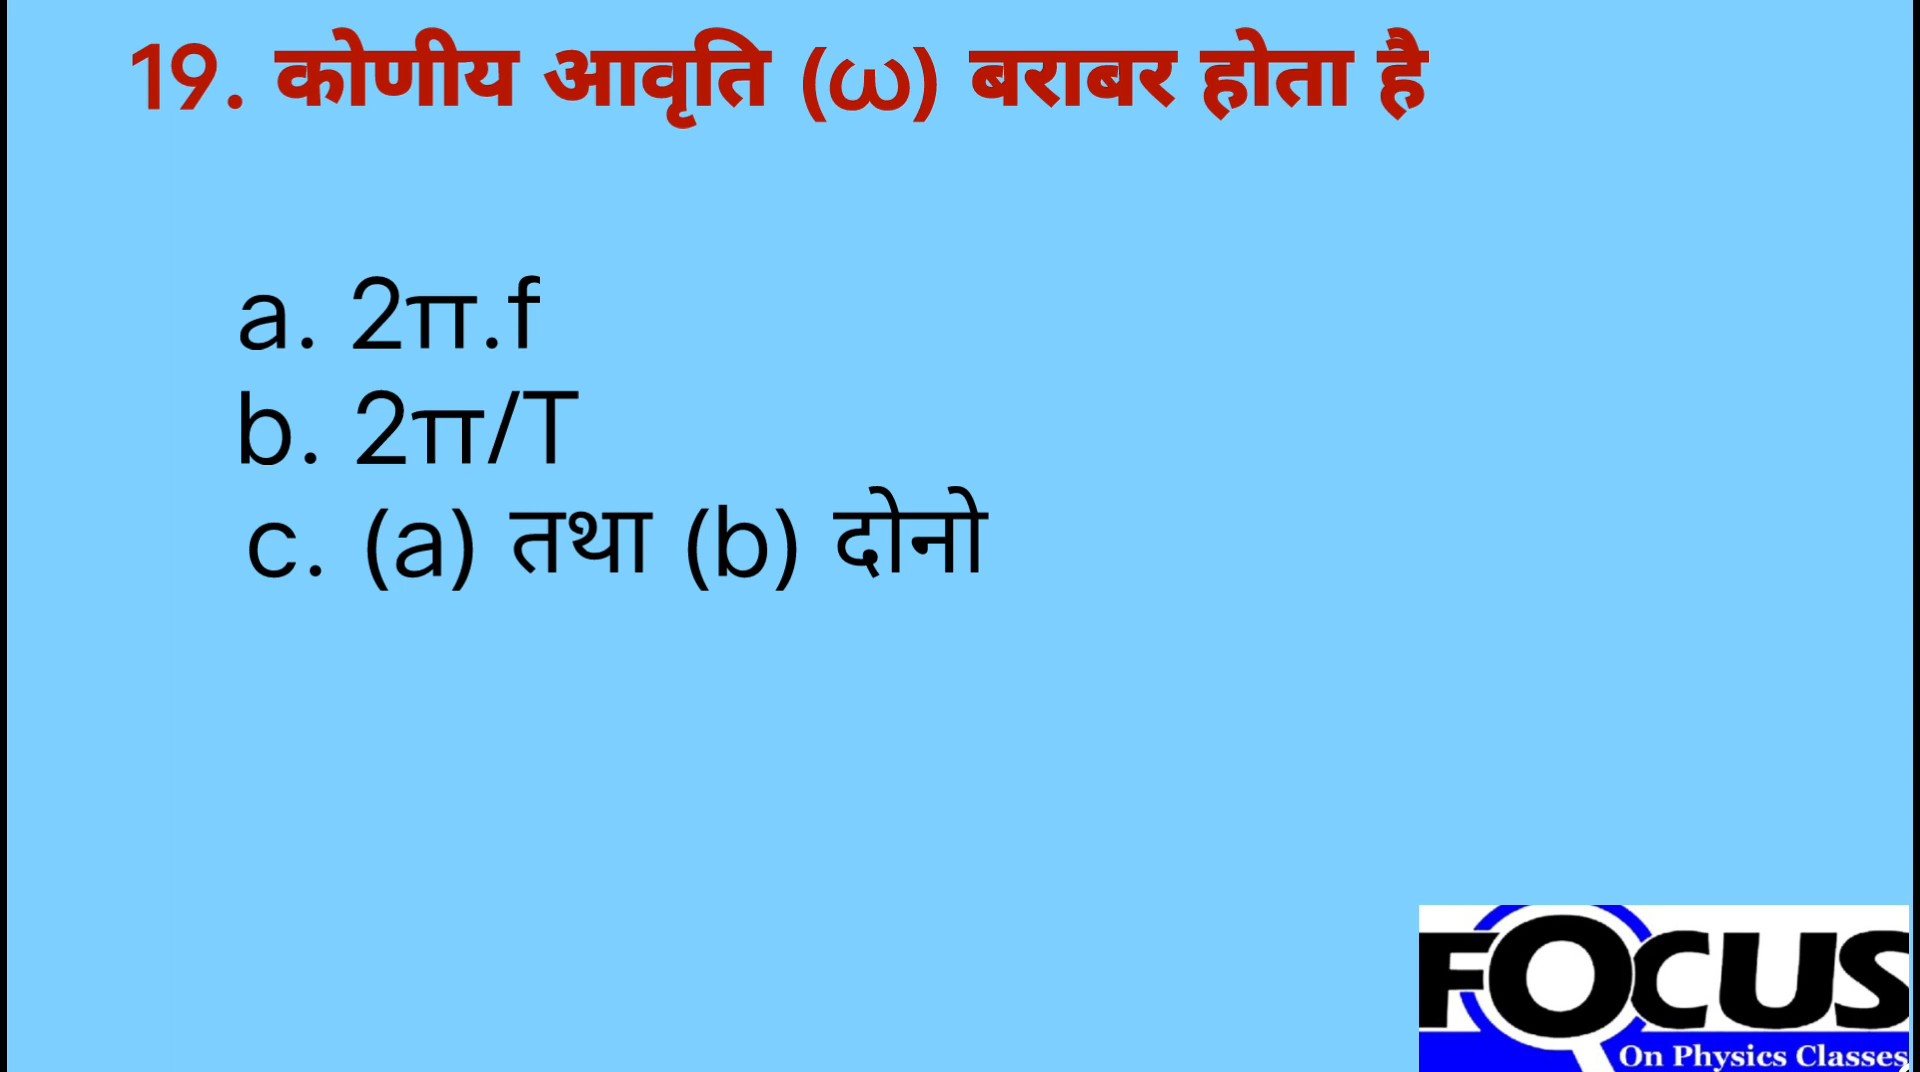 19. कोणीय आवृति (ω) बराबर होता है
a. 2π.f
b. 2π/T
c. (a) तथा (b) दोनो
FOCUS
On Physics Classes